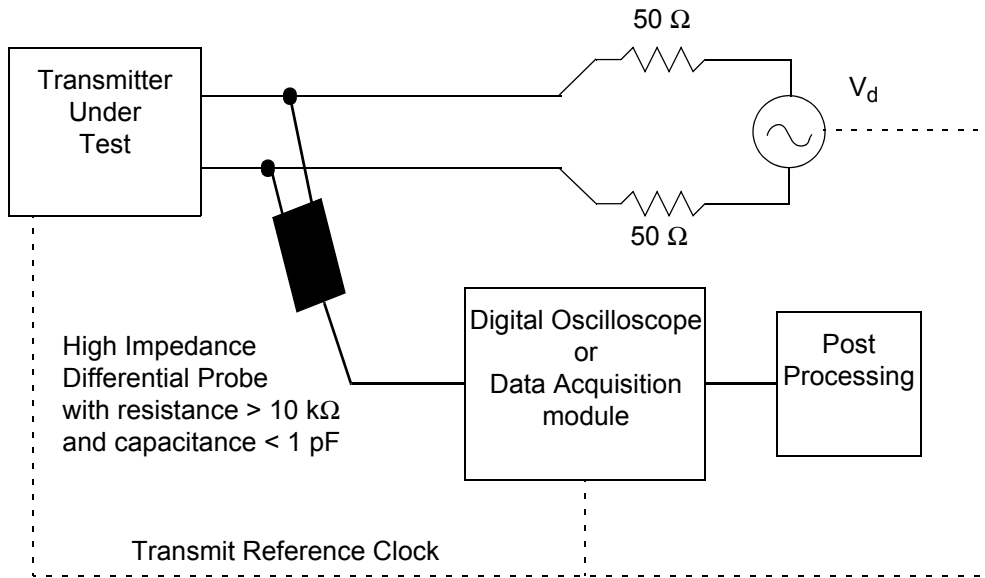 50 Ω
Transmitter
Under
Test
V_d
50 Ω
High Impedance
Differential Probe
with resistance > 10 kΩ
and capacitance < 1 pF
Digital Oscilloscope
or
Data Acquisition
module
Post
Processing
Transmit Reference Clock